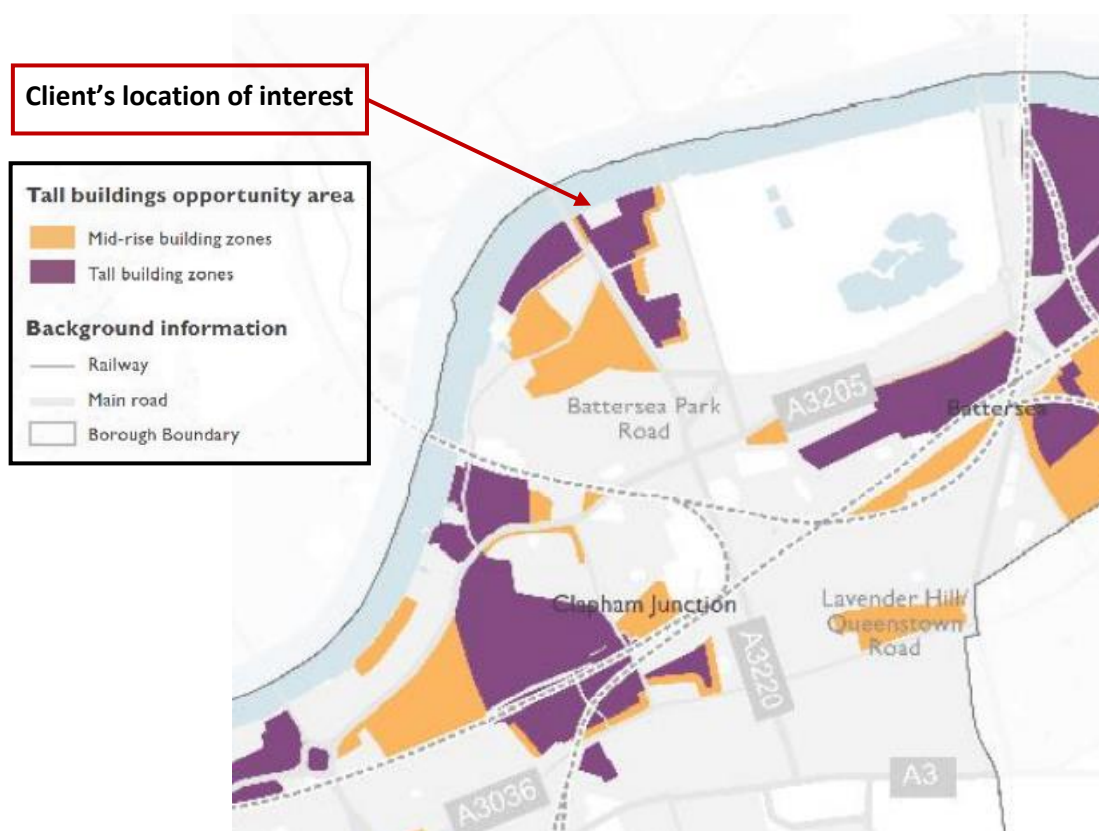 Client’s location of interest
Tall buildings opportunity area
Mid-rise building zones
Tall building zones
Background information
Railway
Main road
Borough Boundary
Battersea Park
Road
A3205
Battersea
Clapham Junction
Lavender Hill/
Queenstown
Road
A3220
A3036
A3